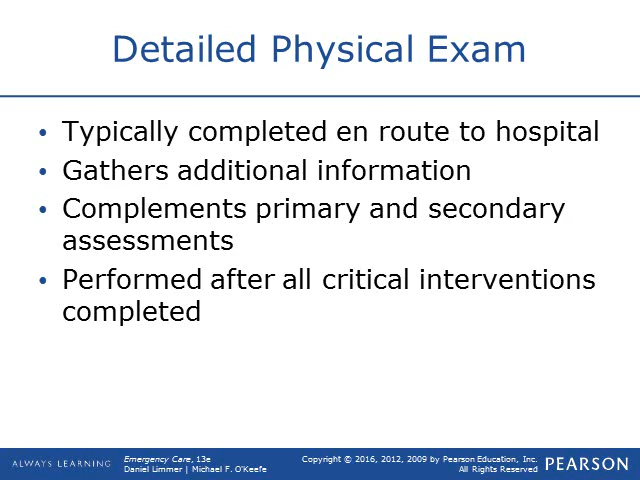 Detailed Physical Exam
• Typically completed en route to hospital
• Gathers additional information
• Complements primary and secondary
assessments
• Performed after all critical interventions
completed
ALWAYS LEARNING
Emergency Care, 13e
Daniel Limmer | Michael F. O'Keefe
Copyright © 2016, 2012, 2009 by Pearson Education, Inc.
All Rights Reserved
PEARSON